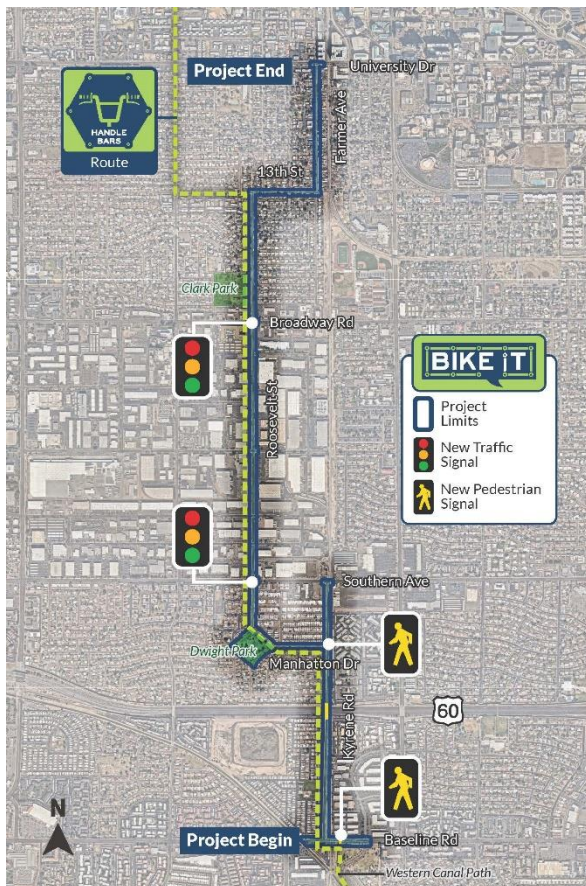 Project End
University Dr
BIKE IT
HANDLE
BARS
Route
Farmer Ave
13th St
Clark Park
Broadway Rd
BIKE IT
Project
Limits
New Traffic
Signal
New Pedestrian
Signal
Roosevelt St
Southern Ave
Dwight Park
Manhatton Dr
Kyrene Rd
60
N
Project Begin
Baseline Rd
Western Canal Path